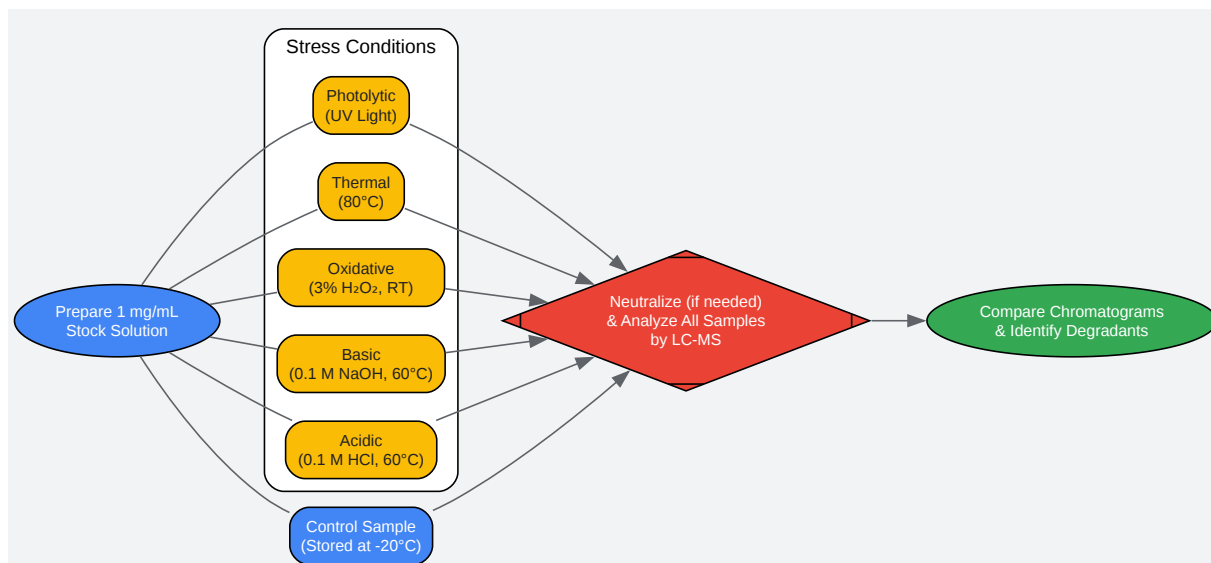 Stress Conditions
Photolytic
(UV Light)
Thermal
(80°C)
Oxidative
(3% H₂O₂, RT)
Basic
(0.1 M NaOH, 60°C)
Acidic
(0.1 M HCl, 60°C)
Control Sample
(Stored at -20°C)
Prepare 1 mg/mL
Stock Solution
Neutralize (if needed)
& Analyze All Samples
by LC-MS
Compare Chromatograms
& Identify Degradants